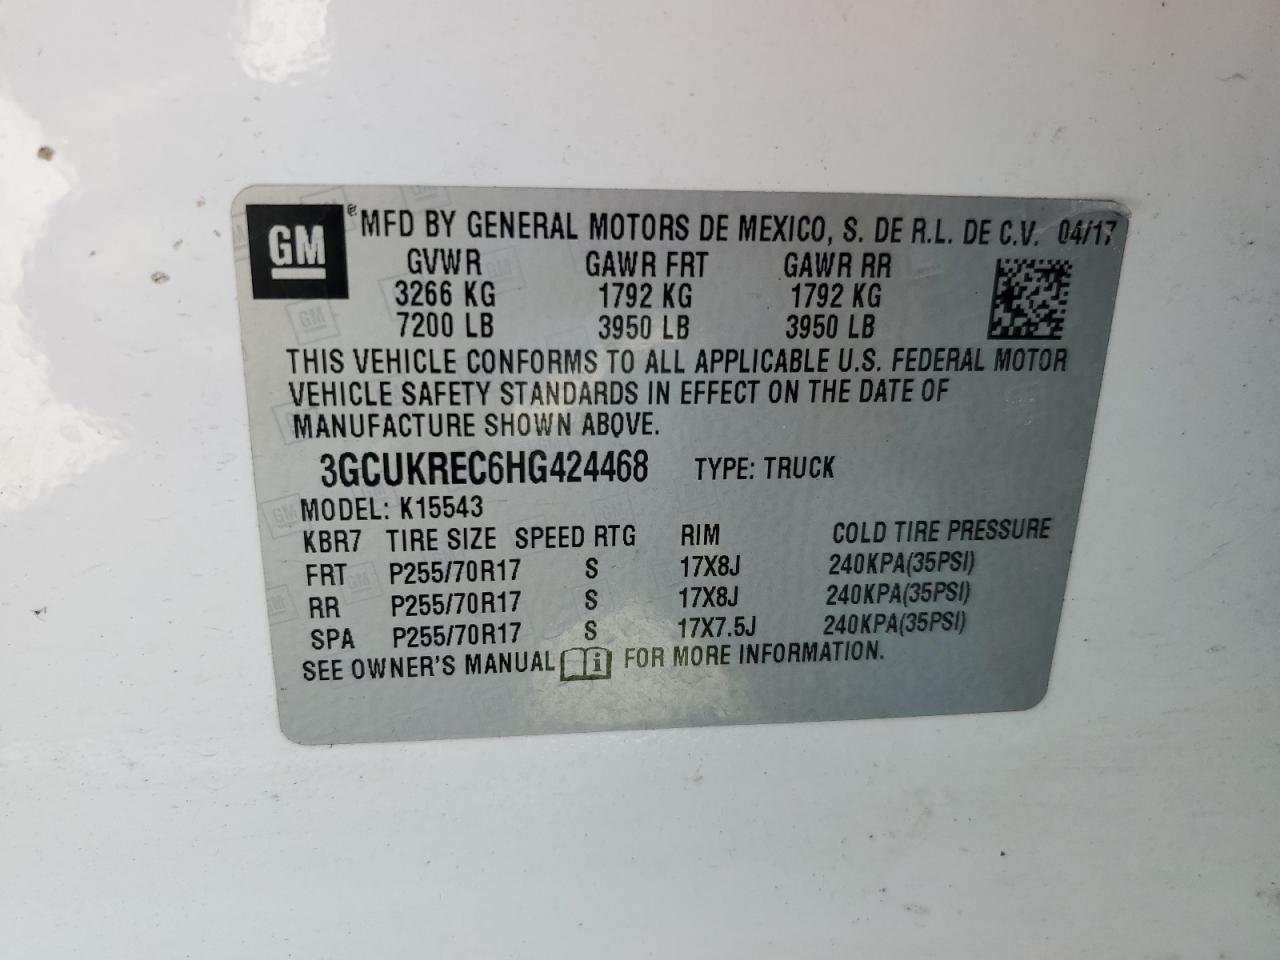 GM
® MFD BY GENERAL MOTORS DE MEXICO, S. DE R.L. DE C.V. 04/17
GVWR GAWR FRT GAWR RR
3266 KG 1792 KG 1792 KG
7200 LB 3950 LB 3950 LB
THIS VEHICLE CONFORMS TO ALL APPLICABLE U.S. FEDERAL MOTOR
VEHICLE SAFETY STANDARDS IN EFFECT ON THE DATE OF
MANUFACTURE SHOWN ABOVE.
3GCUKREC6HG424468 TYPE: TRUCK
MODEL: K15543
KBR7 TIRE SIZE SPEED RTG RIM COLD TIRE PRESSURE
FRT P255/70R17 S 17X8J 240KPA(35PSI)
RR P255/70R17 S 17X8J 240KPA(35PSI)
SPA P255/70R17 S 17X7.5J 240KPA(35PSI)
SEE OWNER'S MANUAL i FOR MORE INFORMATION.